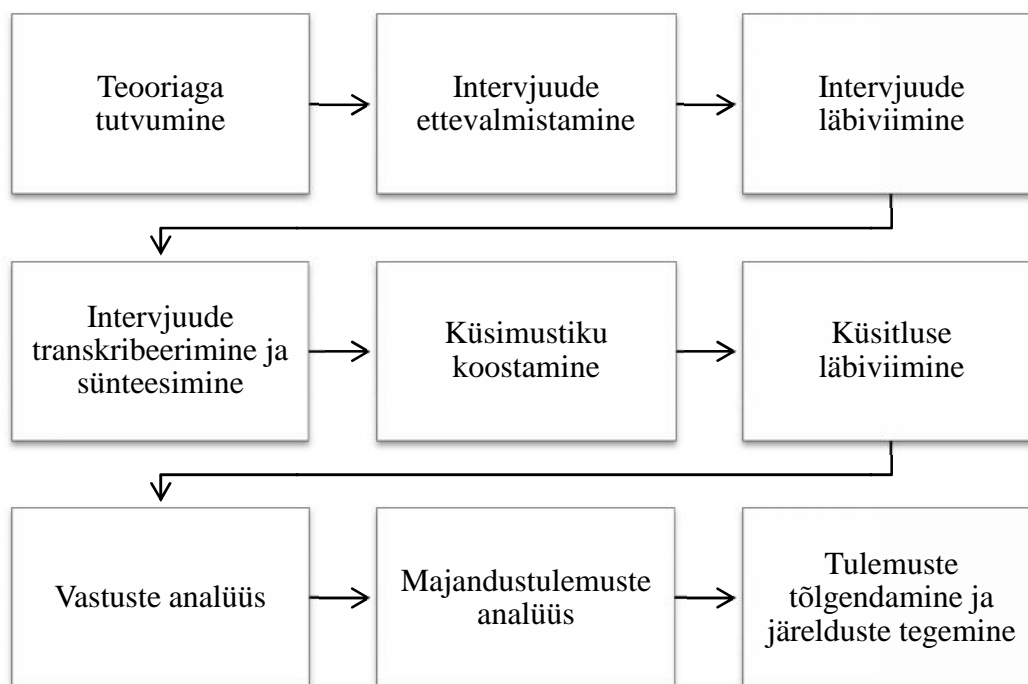 Teooriaga
tutvumine
Intervjuude
ettevalmistamine
Intervjuude
läbiviimine
Intervjuude
transkribeerimine ja
sünteesimine
Küsimustiku
koostamine
Küsitluse
läbiviimine
Vastuste analüüs
Majandustulemuste
analüüs
Tulemuste
tõlgendamine ja
järelduste tegemine